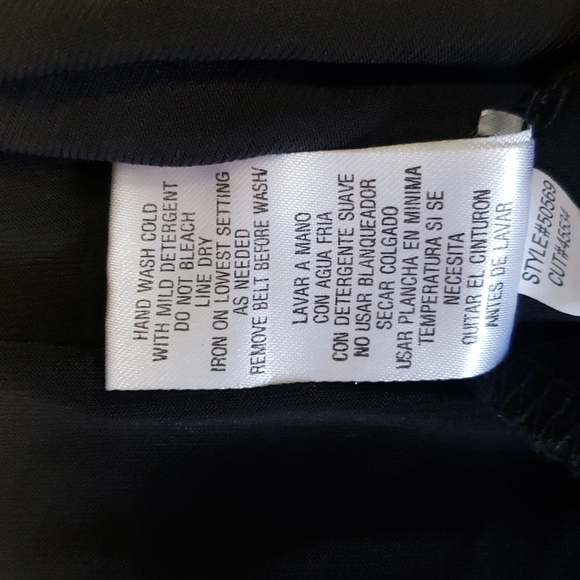 HAND WASH COLD
WITH MILD DETERGENT
DO NOT BLEACH
LINE DRY
IRON ON LOWEST SETTING
AS NEEDED
REMOVE BELT BEFORE WASH/
LAVAR A MANO
CON AGUA FRIA
CON DETERGENTE SUAVE
NO USAR BLANQUEADOR
SECAR COLGADO
USAR PLANCHA EN MINIMA
TEMPERATURA SI SE
NECESITA
QUITAR EL CINTURON
ANTES DE LAVAR
STYLE#50569